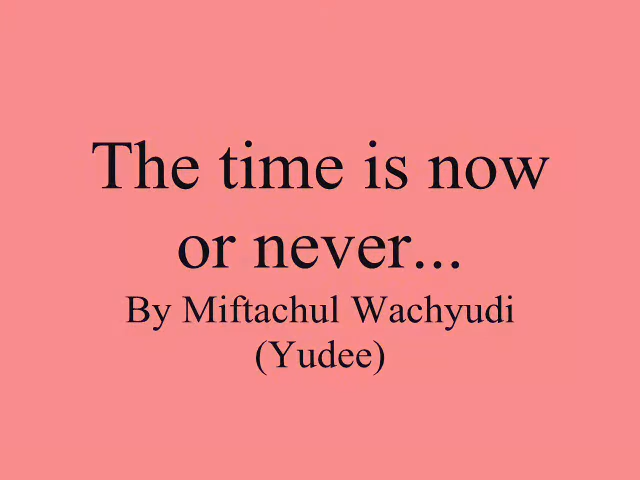 The time is now
or never...
By Miftachul Wachyudi
(Yudee)